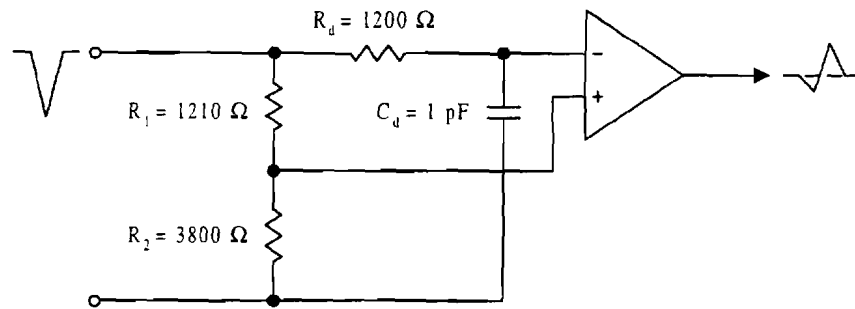 R_d = 1200 Ω
−
+
R_1 = 1210 Ω
C_d = 1 pF
R_2 = 3800 Ω